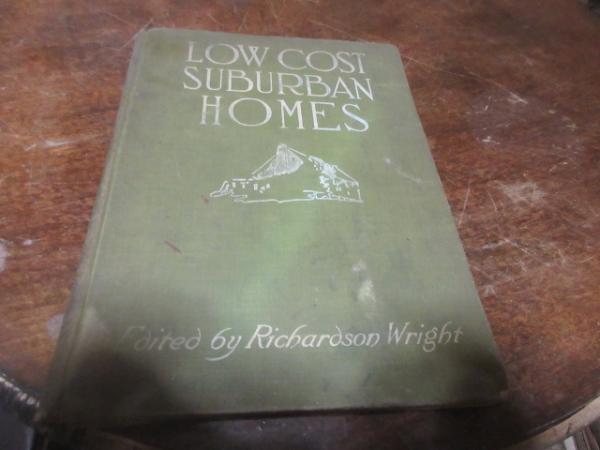 LOW COST
SUBURBAN
HOMES
Edited by Richardson Wright